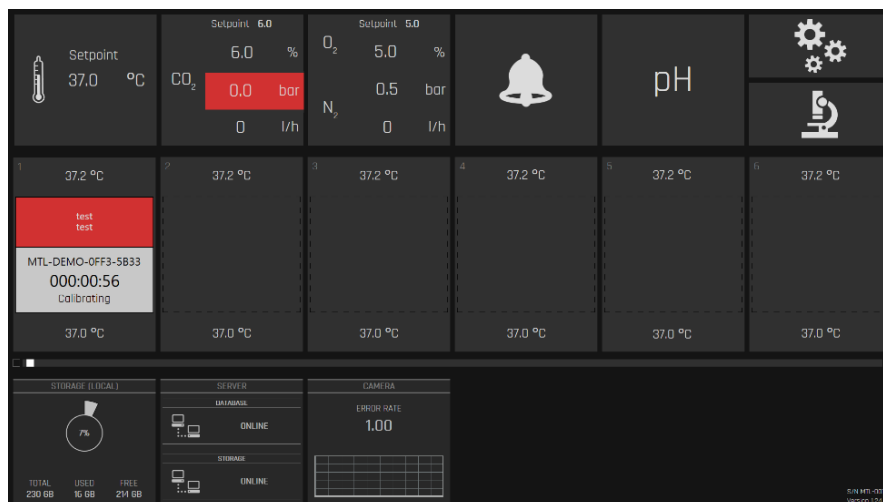 Setpoint
37.0 °C
Setpoint 6.0
6.0 %
CO2
0.0 bar
0 l/h
Setpoint 5.0
O2
5.0 %
0.5 bar
N2
0 l/h
pH
1
37.2 °C
2
37.2 °C
3
37.2 °C
4
37.2 °C
5
37.2 °C
6
37.2 °C
test
test
MTL-DEMO-0FF3-5B33
000:00:56
Calibrating
37.0 °C
37.0 °C
37.0 °C
37.0 °C
37.0 °C
37.0 °C
STORAGE (LOCAL)
7%
TOTAL USED FREE
230 GB 16 GB 214 GB
SERVER
DATABASE
ONLINE
STORAGE
ONLINE
CAMERA
ERROR RATE
1.00
S/N MTL-
Version